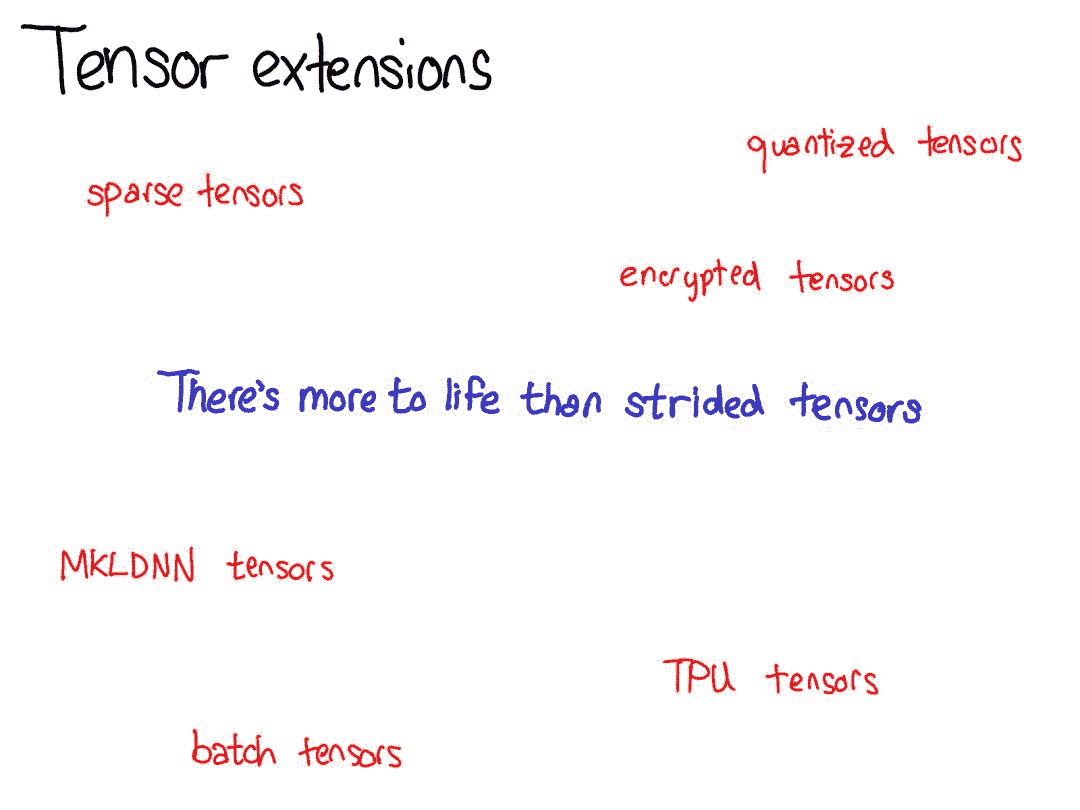 Tensor extensions
quantized tensors
sparse tensors
encrypted tensors
There's more to life than strided tensors
MKLDNN tensors
TPU tensors
batch tensors